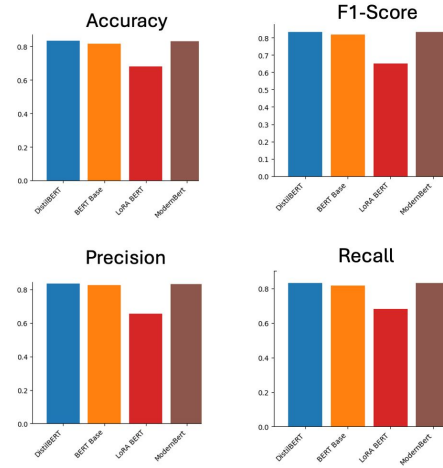 Accuracy
0.8
0.6
0.4
0.2
0.0
DistilBERT
BERT Base
LoRA BERT
ModernBert
F1-Score
0.8
0.7
0.6
0.5
0.4
0.3
0.2
0.1
0.0
DistilBERT
BERT Base
LoRA BERT
ModernBert
Precision
0.8
0.6
0.4
0.2
0.0
DistilBERT
BERT Base
LoRA BERT
ModernBert
Recall
0.8
0.6
0.4
0.2
0.0
DistilBERT
BERT Base
LoRA BERT
ModernBert